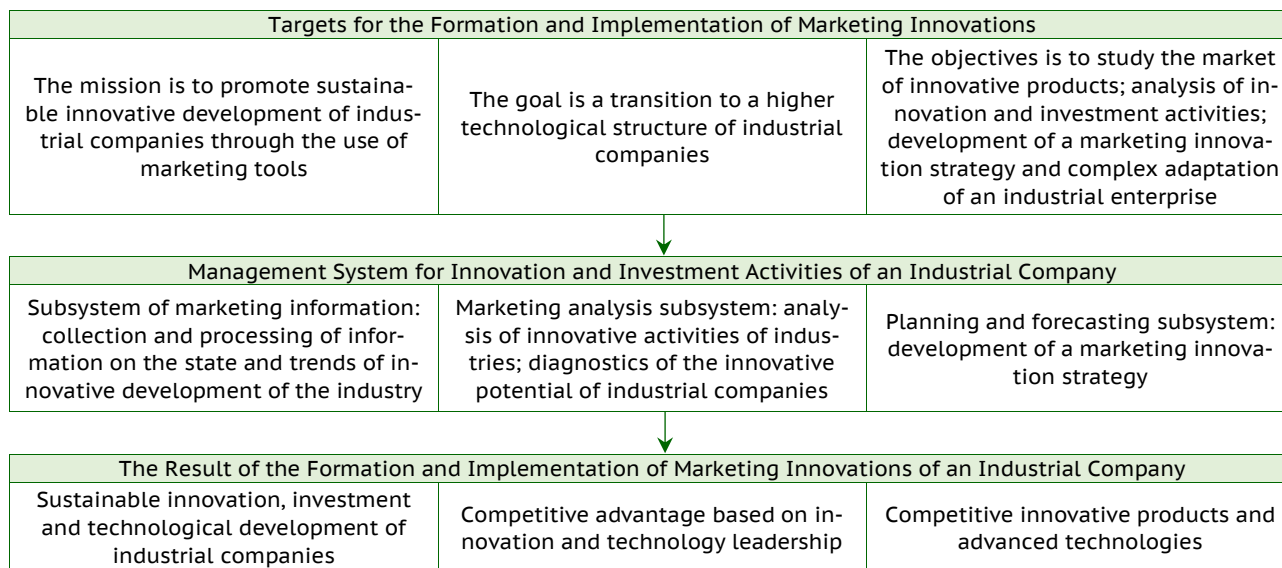 Targets for the Formation and Implementation of Marketing Innovations
The mission is to promote sustaina-
ble innovative development of indus-
trial companies through the use of
marketing tools
The goal is a transition to a higher
technological structure of industrial
companies
The objectives is to study the market
of innovative products; analysis of in-
novation and investment activities;
development of a marketing innova-
tion strategy and complex adaptation
of an industrial enterprise
Management System for Innovation and Investment Activities of an Industrial Company
Subsystem of marketing information:
collection and processing of infor-
mation on the state and trends of in-
novative development of the industry
Marketing analysis subsystem: analy-
sis of innovative activities of indus-
tries; diagnostics of the innovative
potential of industrial companies
Planning and forecasting subsystem:
development of a marketing innova-
tion strategy
The Result of the Formation and Implementation of Marketing Innovations of an Industrial Company
Sustainable innovation, investment
and technological development of
industrial companies
Competitive advantage based on in-
novation and technology leadership
Competitive innovative products and
advanced technologies